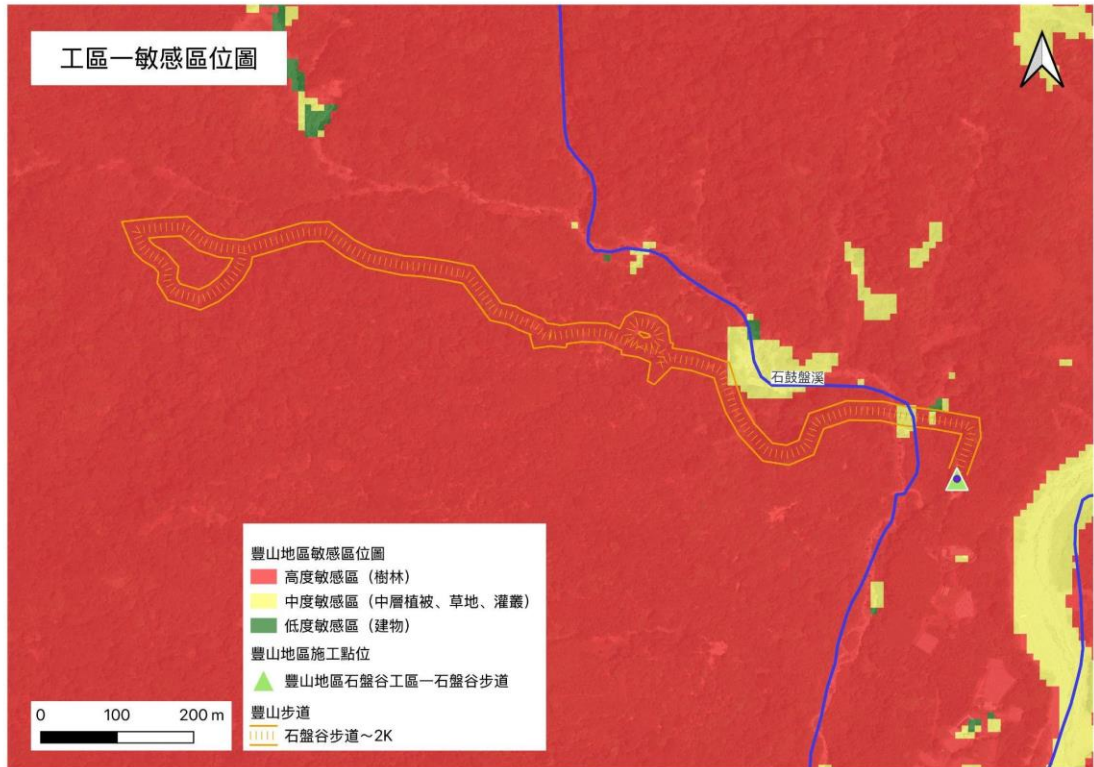 工區一敏感區位圖
石鼓盤溪
豐山地區敏感區位圖
高度敏感區（樹林）
中度敏感區（中層植被、草地、灌叢）
低度敏感區（建物）
豐山地區施工點位
豐山地區石盤谷工區一石盤谷步道
豐山步道
石盤谷步道～2K
0 100 200 m